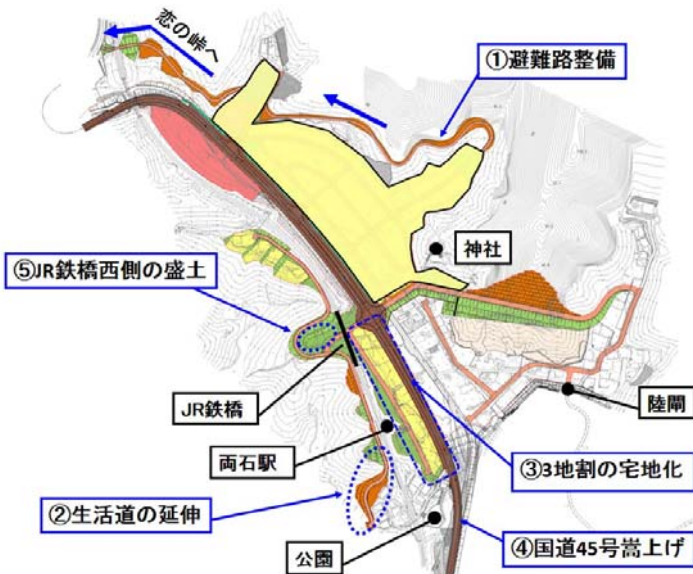 恋の峠へ
①避難路整備
神社
⑤JR鉄橋西側の盛土
JR鉄橋
陸閘
両石駅
③3地割の宅地化
②生活道の延伸
公園
④国道45号嵩上げ